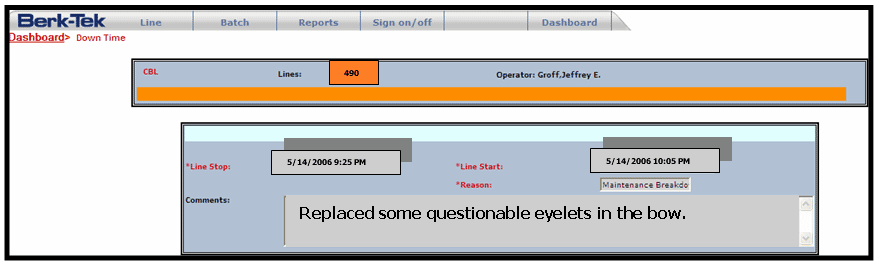 Berk-Tek Line Batch Reports Sign on/off Dashboard
Dashboard> Down Time
CBL Lines: 490 Operator: Groff,Jeffrey E.
*Line Stop: 5/14/2006 9:25 PM *Line Start: 5/14/2006 10:05 PM
*Reason: Maintenance Breakdo
Comments: Replaced some questionable eyelets in the bow.